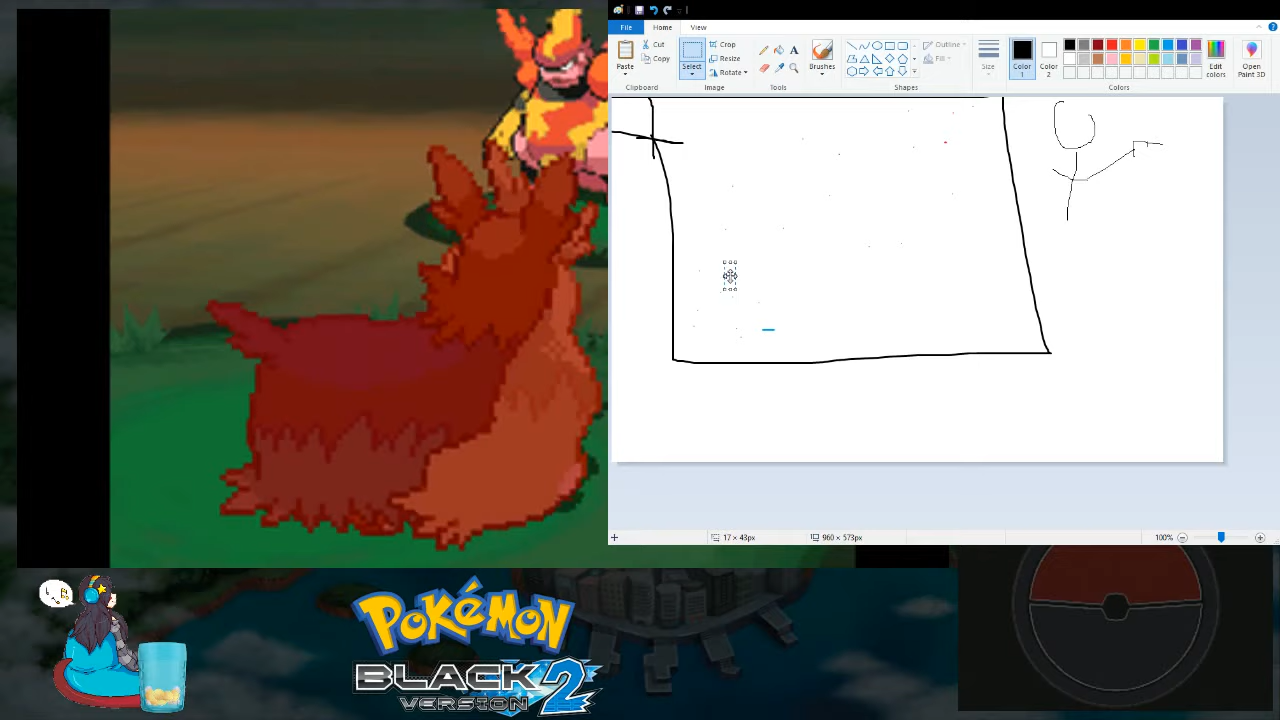 File
Home
View
Paste
Cut
Copy
Clipboard
Select
Crop
Resize
Rotate
Image
A
Tools
Brushes
Outline
Fill
Shapes
Size
Color
1
Color
2
Edit
colors
Colors
Open
Paint 3D
17 × 43px
960 × 573px
100%
POKéMON
BLACK
VERSION
2